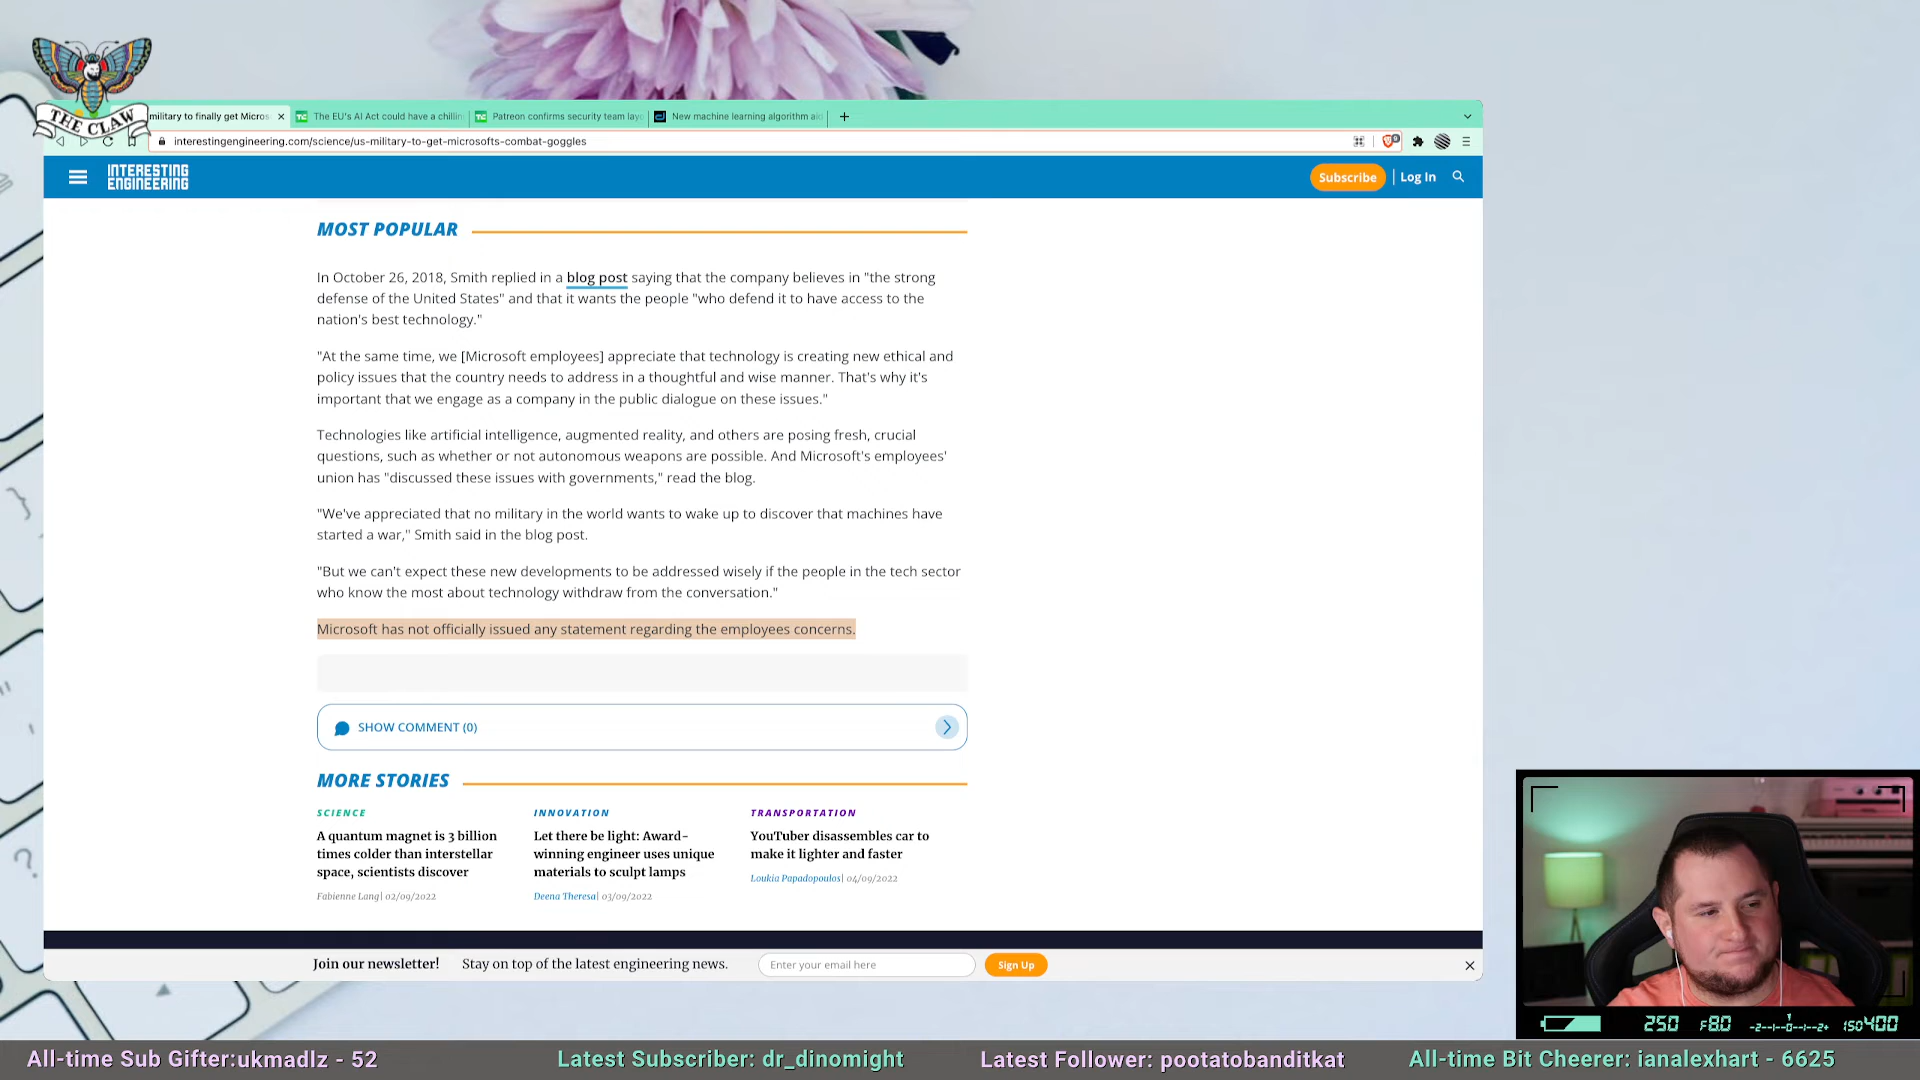 THE CLAW
military to finally get Micros
The EU's AI Act could have a chillin
Patreon confirms security team layo
New machine learning algorithm aid
interestingengineering.com/science/us-military-to-get-microsofts-combat-goggles
INTERESTING
ENGINEERING
Subscribe
Log In
MOST POPULAR
In October 26, 2018, Smith replied in a blog post saying that the company believes in "the strong
defense of the United States" and that it wants the people "who defend it to have access to the
nation's best technology."
"At the same time, we [Microsoft employees] appreciate that technology is creating new ethical and
policy issues that the country needs to address in a thoughtful and wise manner. That's why it's
important that we engage as a company in the public dialogue on these issues."
Technologies like artificial intelligence, augmented reality, and others are posing fresh, crucial
questions, such as whether or not autonomous weapons are possible. And Microsoft's employees'
union has "discussed these issues with governments," read the blog.
"We've appreciated that no military in the world wants to wake up to discover that machines have
started a war," Smith said in the blog post.
"But we can't expect these new developments to be addressed wisely if the people in the tech sector
who know the most about technology withdraw from the conversation."
Microsoft has not officially issued any statement regarding the employees concerns.
SHOW COMMENT (0)
MORE STORIES
SCIENCE
A quantum magnet is 3 billion
times colder than interstellar
space, scientists discover
Fabienne Lang| 02/09/2022
INNOVATION
Let there be light: Award-
winning engineer uses unique
materials to sculpt lamps
Deena Theresa| 03/09/2022
TRANSPORTATION
YouTuber disassembles car to
make it lighter and faster
Loukia Papadopoulos| 04/09/2022
Join our newsletter! Stay on top of the latest engineering news.
Enter your email here
Sign Up
250 F8.0 -2--1--0--1--2+ ISO400
All-time Sub Gifter:ukmadlz - 52
Latest Subscriber: dr_dinomight
Latest Follower: pootatobanditkat
All-time Bit Cheerer: ianalexhart - 6625